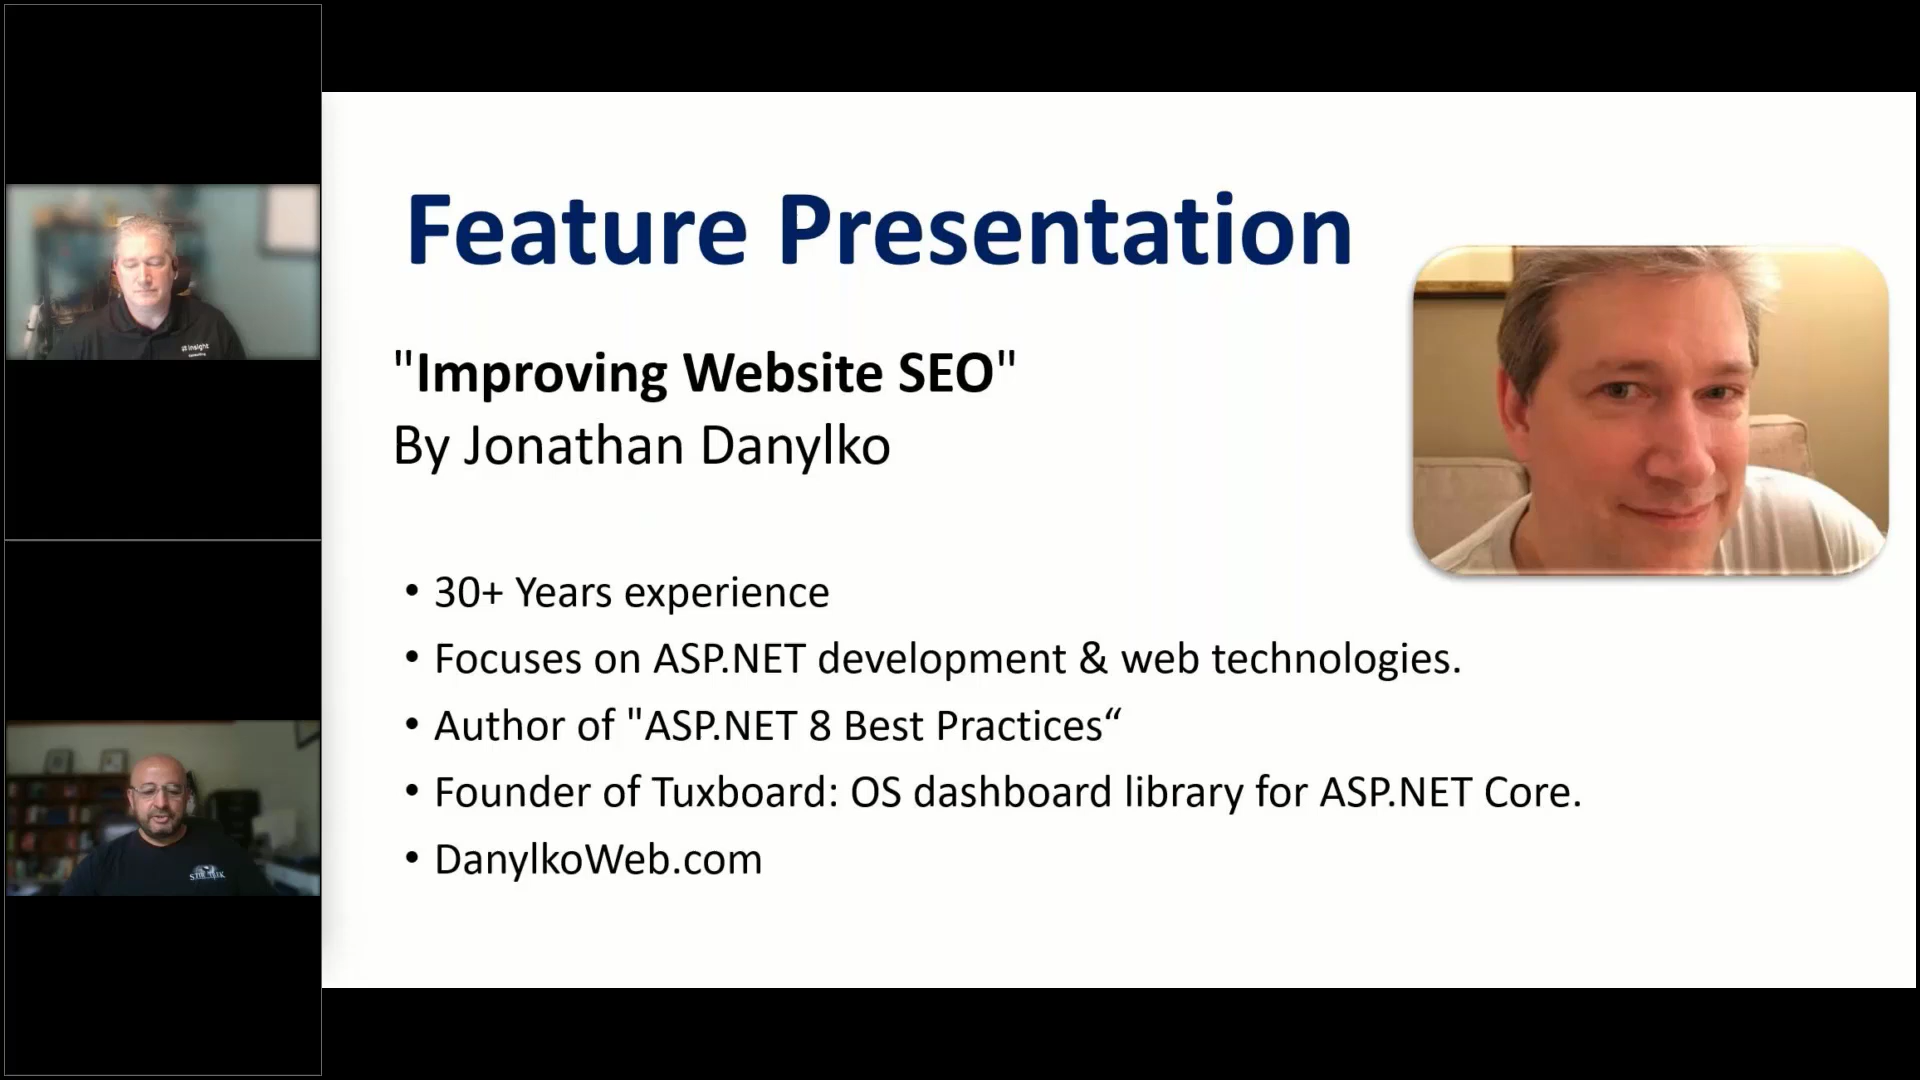 Feature Presentation
"Improving Website SEO"
By Jonathan Danylko
• 30+ Years experience
• Focuses on ASP.NET development & web technologies.
• Author of "ASP.NET 8 Best Practices“
• Founder of Tuxboard: OS dashboard library for ASP.NET Core.
• DanylkoWeb.com